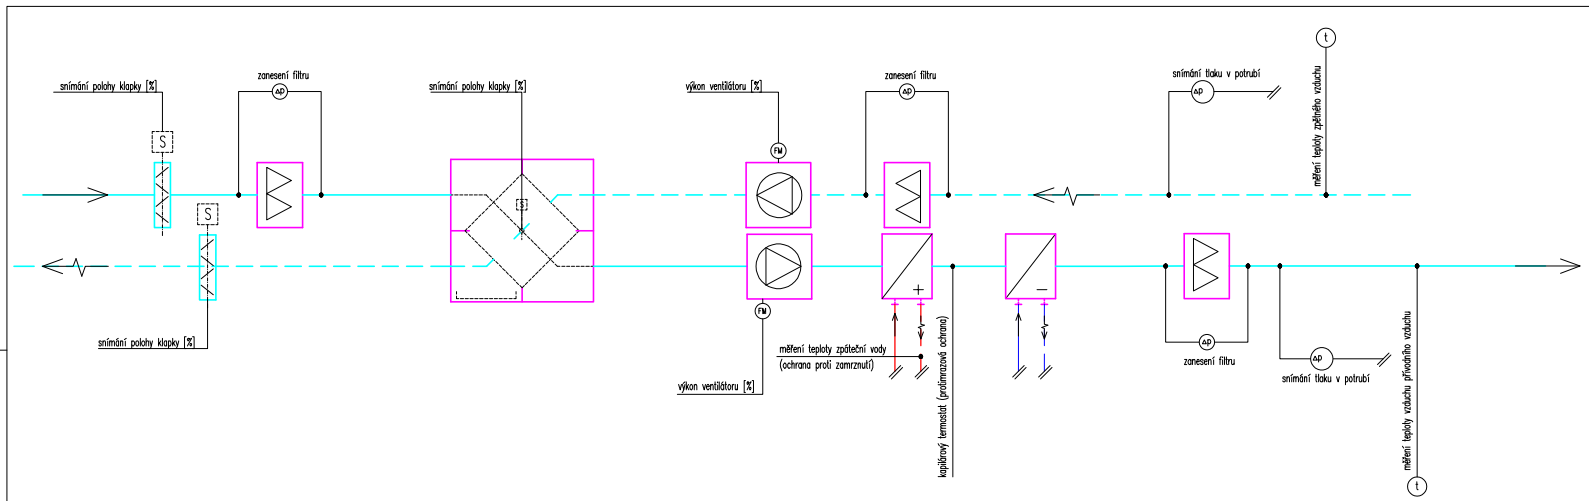 t
snímání polohy klapky [%]
zanesení filtru
Δp
snímání polohy klapky [%]
výkon ventilátoru [%]
zanesení filtru
Δp
snímání tlaku v potrubí
Δp
měření teploty zpětného vzduchu
S
FM
S
S
FM
+
−
snímání polohy klapky [%]
měření teploty zpáteční vody
(ochrana proti zamrznutí)
výkon ventilátoru [%]
kapilárový termostat (protimrazová ochrana)
Δp
zanesení filtru
Δp
snímání tlaku v potrubí
měření teploty vzduchu přívodního vzduchu
t